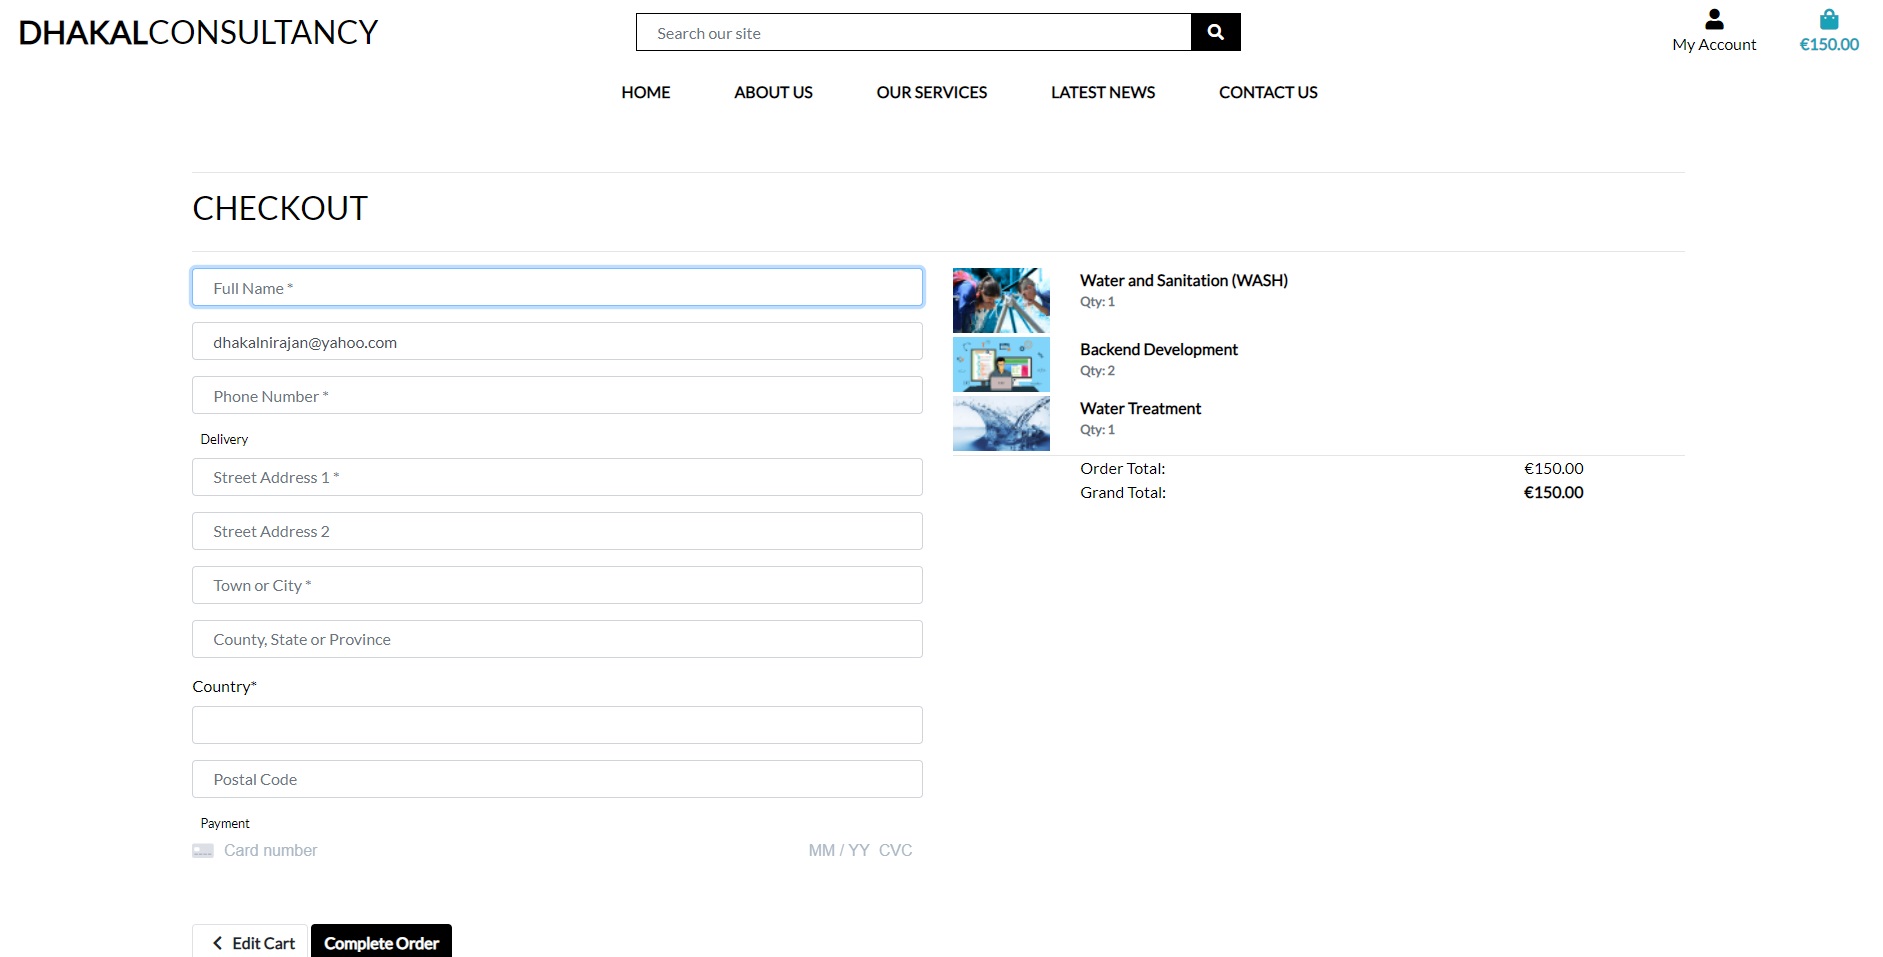 DHAKALCONSULTANCY
Search our site
My Account
€150.00
HOME ABOUT US OUR SERVICES LATEST NEWS CONTACT US
CHECKOUT
Full Name *
dhakalnirajan@yahoo.com
Phone Number *
Delivery
Street Address 1 *
Street Address 2
Town or City *
County, State or Province
Country*
Postal Code
Payment
Card number MM / YY CVC
Edit Cart Complete Order
Water and Sanitation (WASH)
Qty: 1
Backend Development
Qty: 2
Water Treatment
Qty: 1
Order Total: €150.00
Grand Total: €150.00